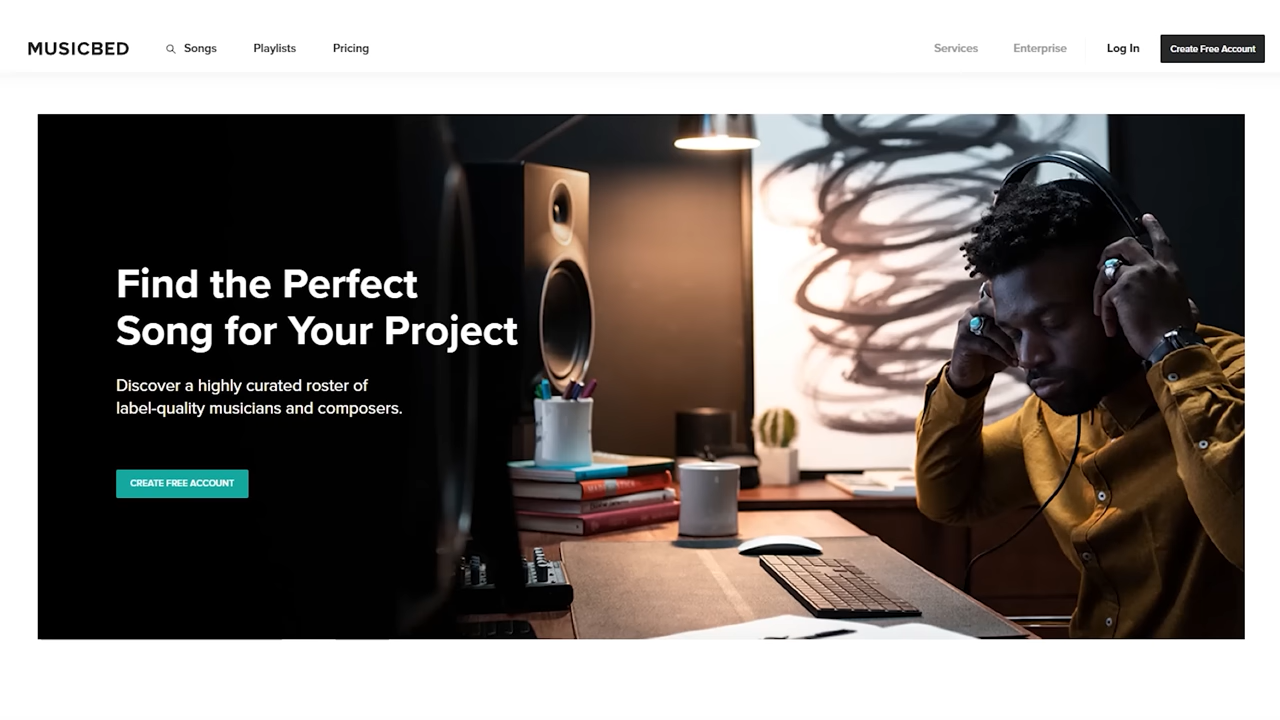 MUSICBED
Songs
Playlists
Pricing
Services
Enterprise
Log In
Create Free Account
Find the Perfect
Song for Your Project
Discover a highly curated roster of
label-quality musicians and composers.
CREATE FREE ACCOUNT